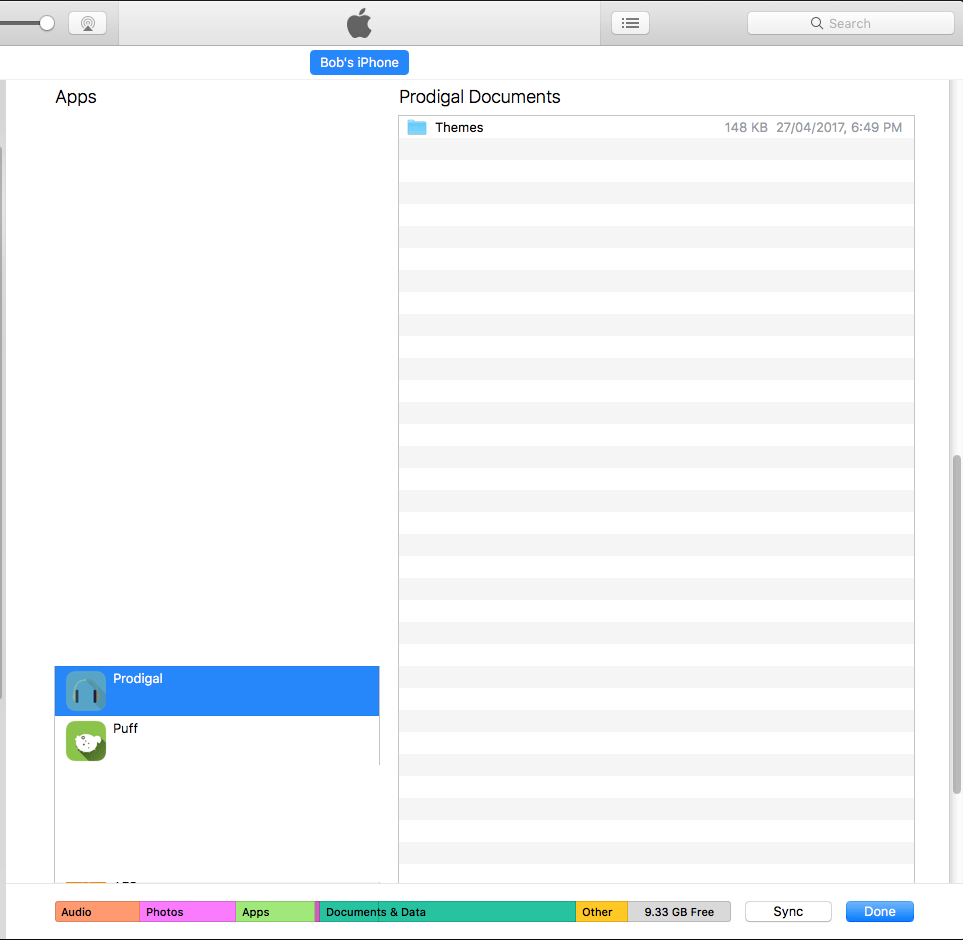 Search
Bob's iPhone
Apps
Prodigal Documents
Themes 148 KB 27/04/2017, 6:49 PM
Prodigal
Puff
Audio Photos Apps Documents & Data Other 9.33 GB Free Sync Done